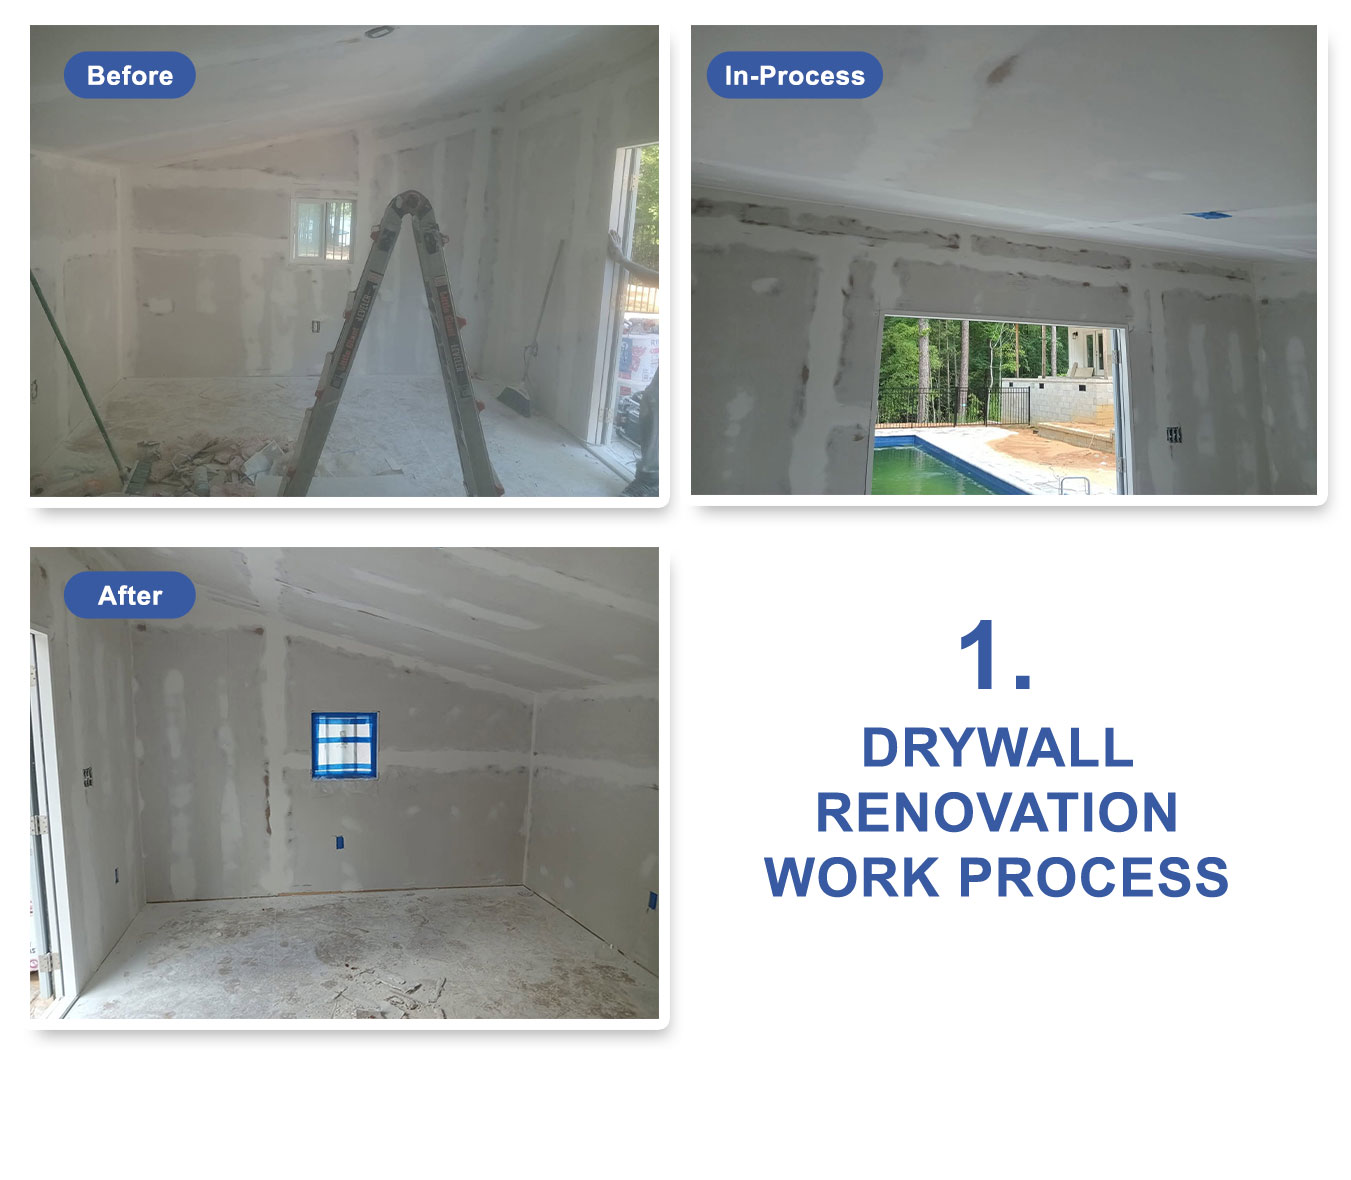 Before
In-Process
After
1.
DRYWALL
RENOVATION
WORK PROCESS